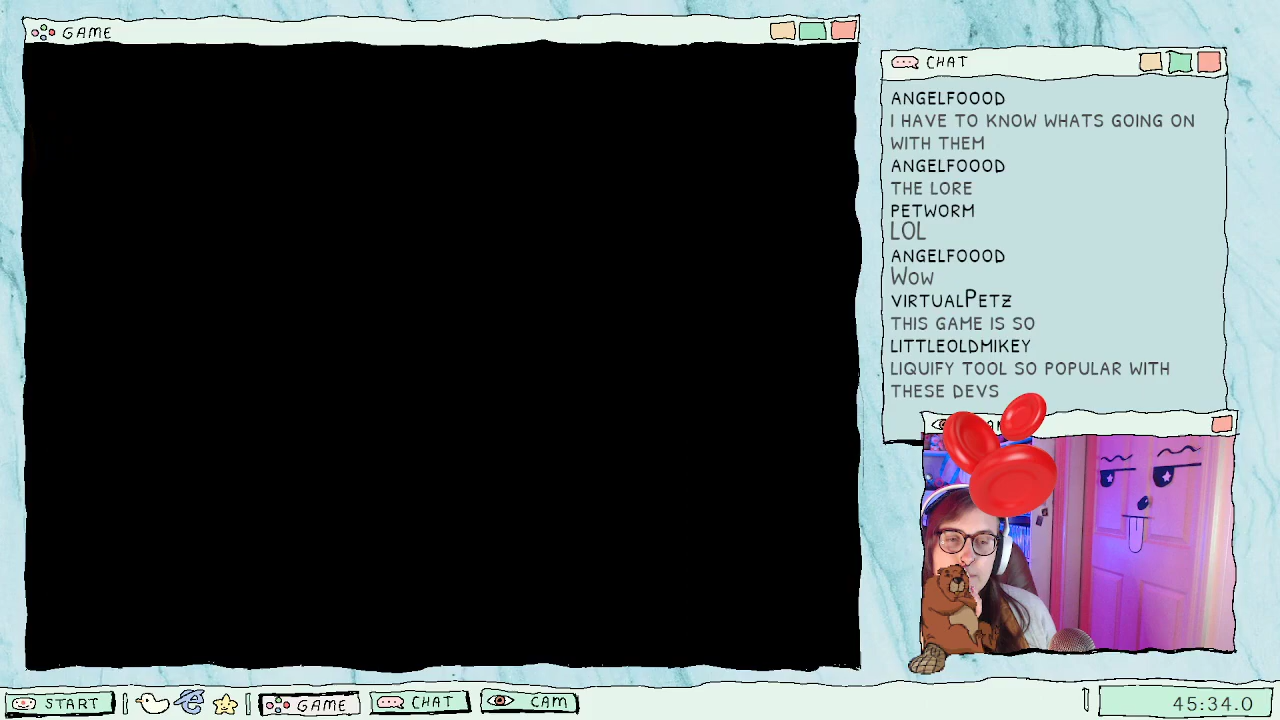 GAME
CHAT
ANGELFOOOD
I HAVE TO KNOW WHATS GOING ON
WITH THEM
ANGELFOOOD
THE LORE
PETWORM
LOL
ANGELFOOOD
WOW
VIRTUALPETZ
THIS GAME IS SO
LITTLEOLDMIKEY
LIQUIFY TOOL SO POPULAR WITH
THESE DEVS
START
GAME
CHAT
CAM
45:34.0